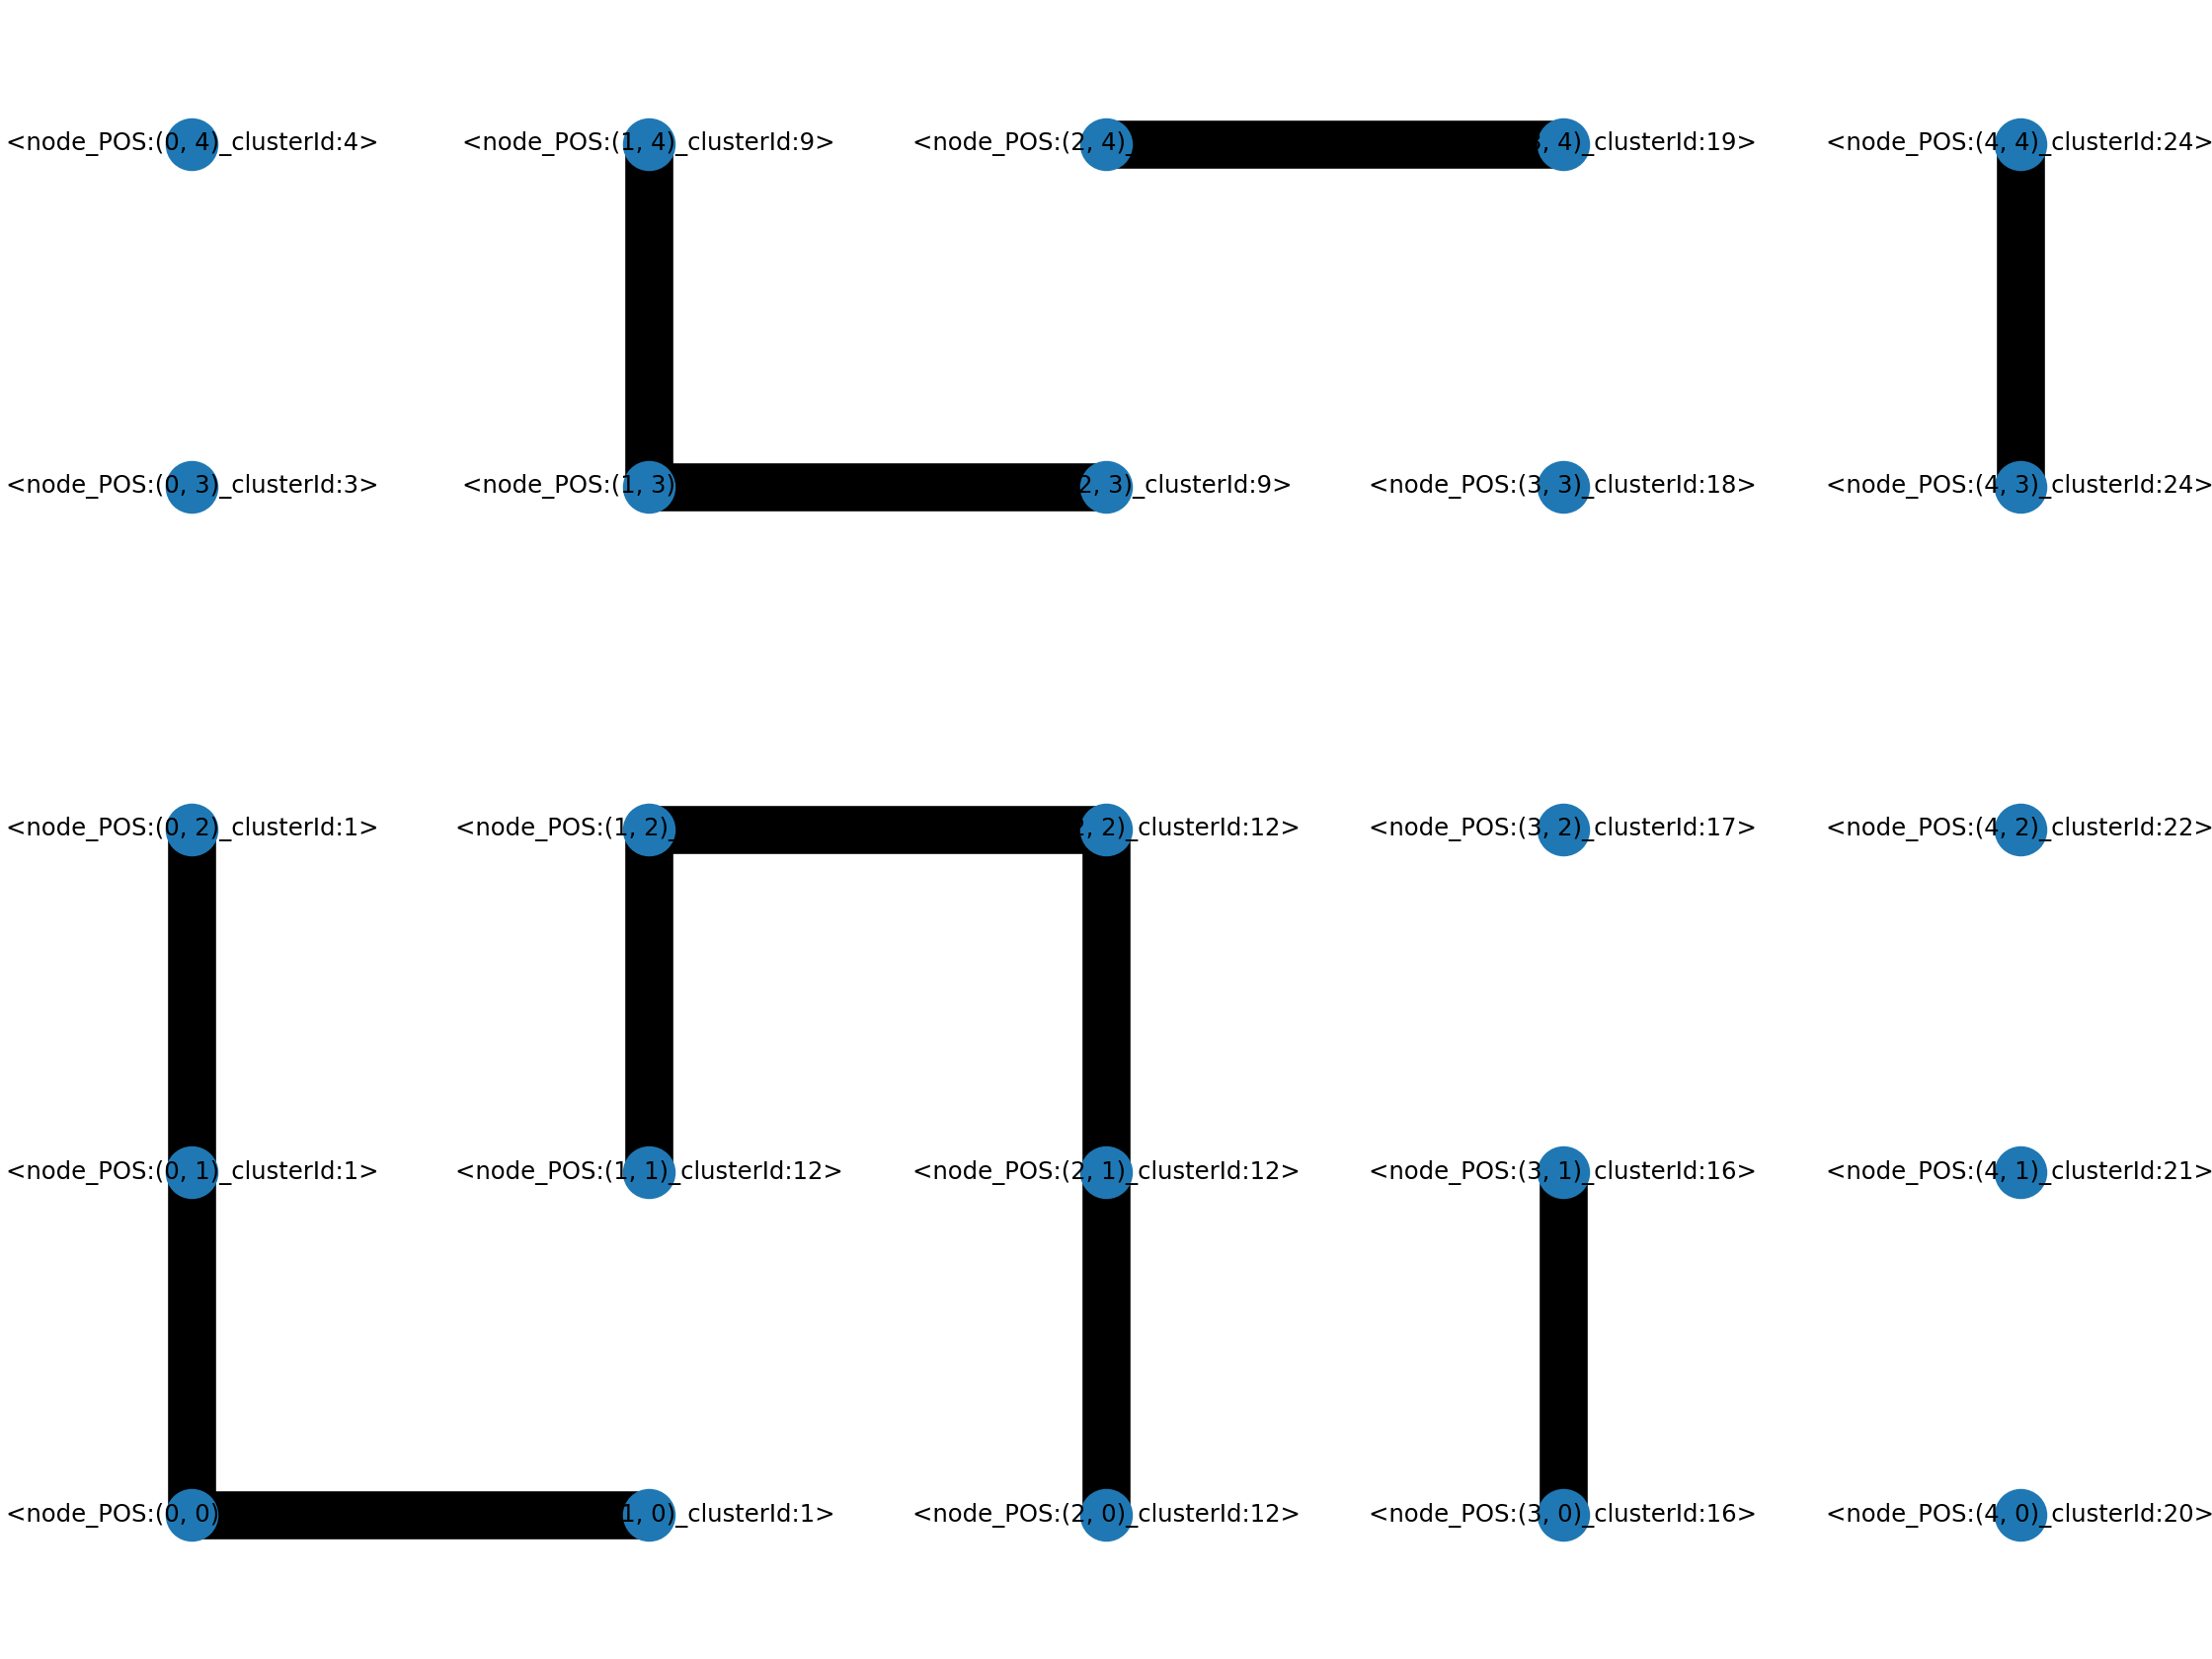 <node_POS:(0, 4)_clusterId:4>
<node_POS:(1, 4)_clusterId:9>
<node_POS:(2, 4)_
3, 4)_clusterId:19>
<node_POS:(4, 4)_clusterId:24>
<node_POS:(0, 3)_clusterId:3>
<node_POS:(1, 3)
2, 3)_clusterId:9>
<node_POS:(3, 3)_clusterId:18>
<node_POS:(4, 3)_clusterId:24>
<node_POS:(0, 2)_clusterId:1>
<node_POS:(1, 2)_
2, 2)_clusterId:12>
<node_POS:(3, 2)_clusterId:17>
<node_POS:(4, 2)_clusterId:22>
<node_POS:(0, 1)_clusterId:1>
<node_POS:(1, 1)_clusterId:12>
<node_POS:(2, 1)_clusterId:12>
<node_POS:(3, 1)_clusterId:16>
<node_POS:(4, 1)_clusterId:21>
<node_POS:(0, 0)
1, 0)_clusterId:1>
<node_POS:(2, 0)_clusterId:12>
<node_POS:(3, 0)_clusterId:16>
<node_POS:(4, 0)_clusterId:20>